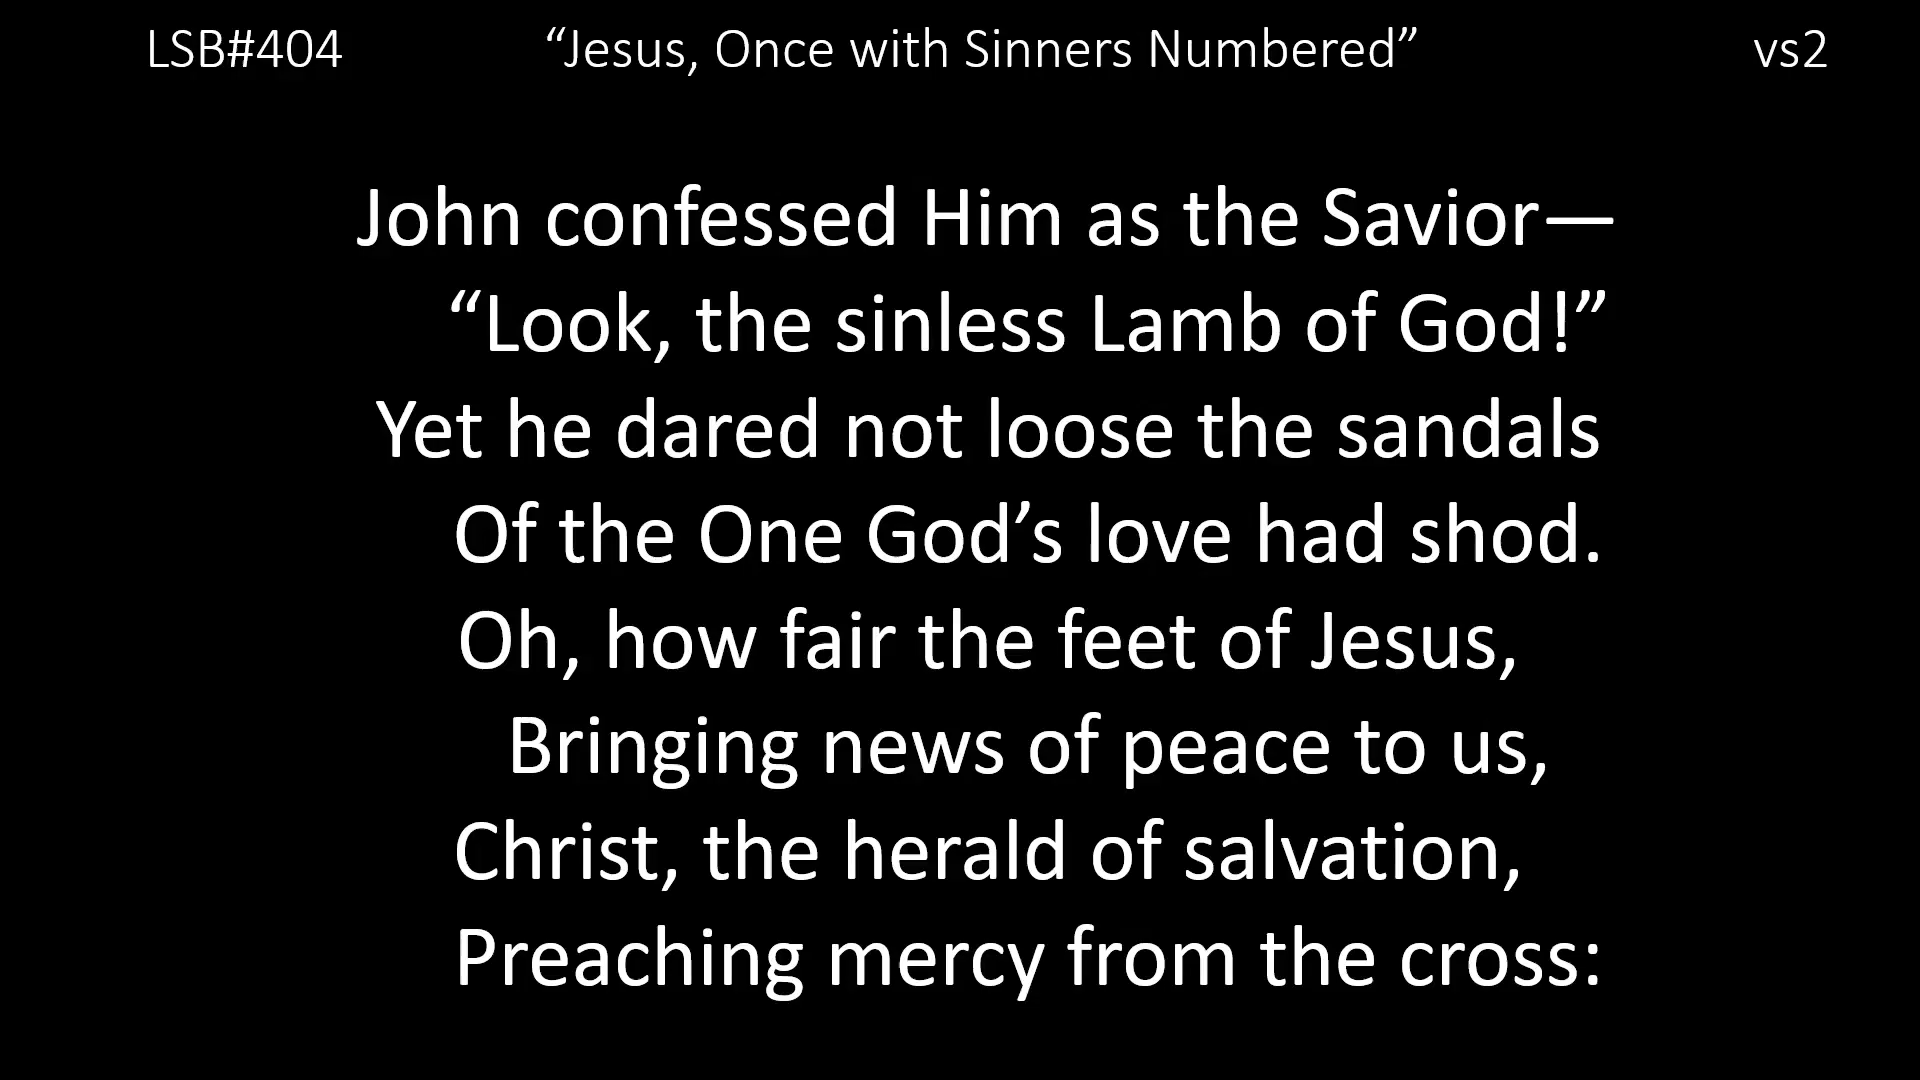 LSB#404 “Jesus, Once with Sinners Numbered” vs2
John confessed Him as the Savior—
“Look, the sinless Lamb of God!”
Yet he dared not loose the sandals
Of the One God’s love had shod.
Oh, how fair the feet of Jesus,
Bringing news of peace to us,
Christ, the herald of salvation,
Preaching mercy from the cross: